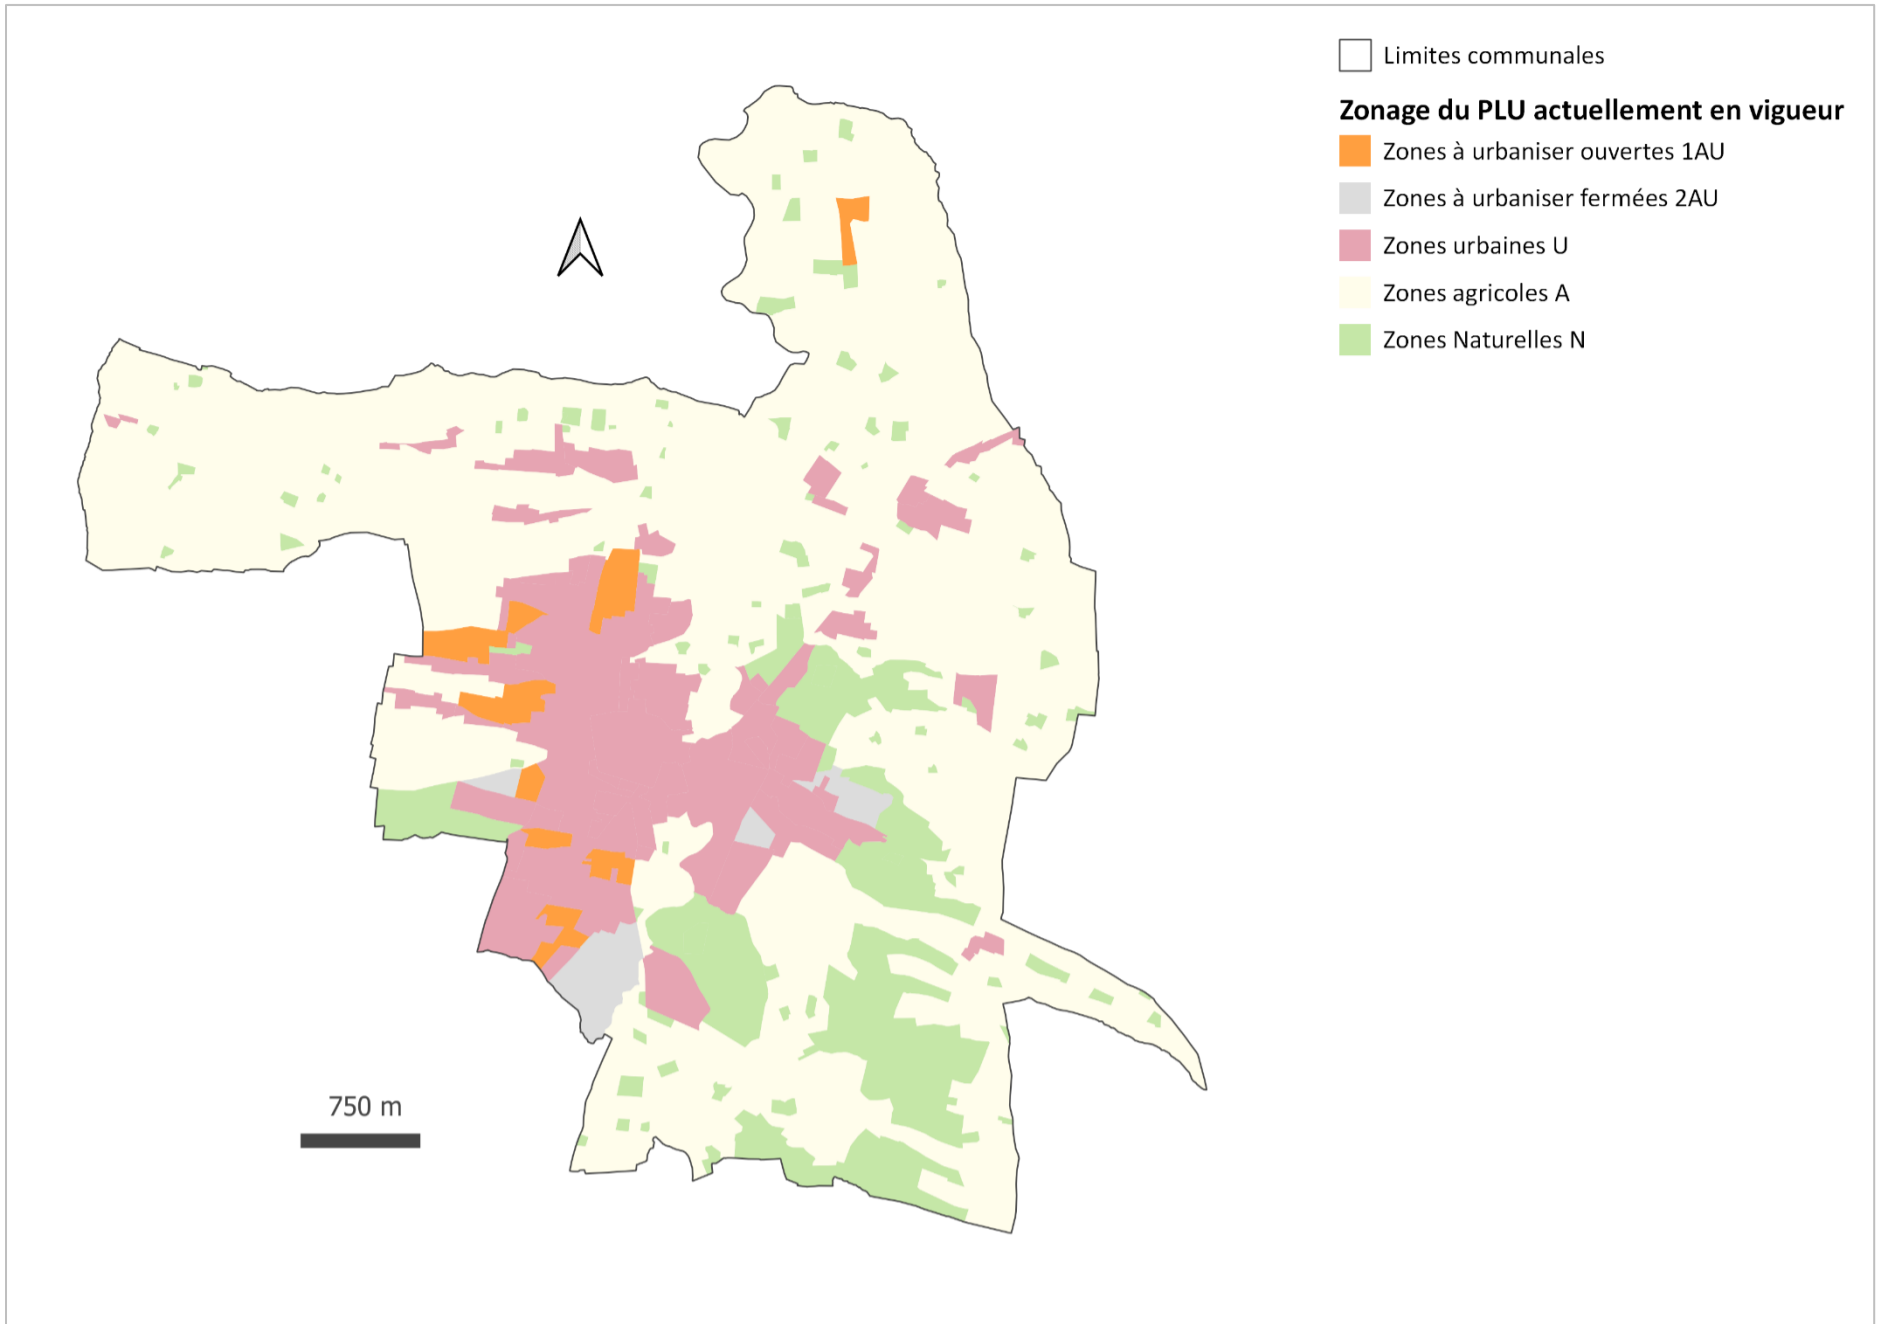 Limites communales
Zonage du PLU actuellement en vigueur
Zones à urbaniser ouvertes 1AU
Zones à urbaniser fermées 2AU
Zones urbaines U
Zones agricoles A
Zones Naturelles N
750 m